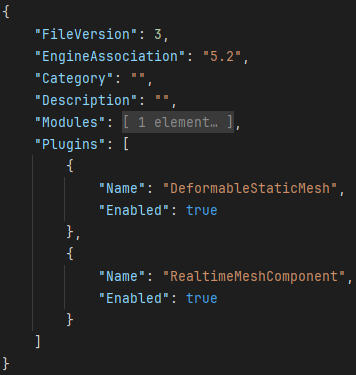 {
"FileVersion": 3,
"EngineAssociation": "5.2",
"Category": "",
"Description": "",
"Modules": [ 1 element… ],
"Plugins": [
{
"Name": "DeformableStaticMesh",
"Enabled": true
},
{
"Name": "RealtimeMeshComponent",
"Enabled": true
}
]
}